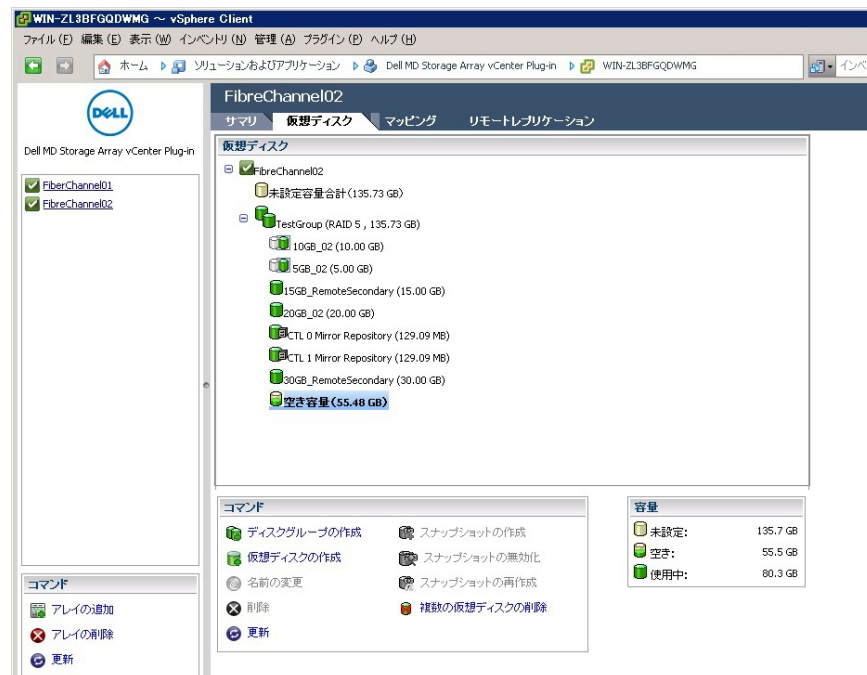 WIN-ZL3BFGQDWMG ～ vSphere Client
ファイル (F) 編集 (E) 表示 (W) インベントリ (N) 管理 (A) プラグイン (P) ヘルプ (H)
ホーム ソリューションおよびアプリケーション Dell MD Storage Array vCenter Plug-in WIN-ZL3BFGQDWMG インベ
DELL
Dell MD Storage Array vCenter Plug-in
FiberChannel01
FibreChannel02
コマンド
アレイの追加
アレイの削除
更新
FibreChannel02
サマリ 仮想ディスク マッピング リモートレプリケーション
仮想ディスク
FibreChannel02
未設定容量合計(135.73 GB)
TestGroup (RAID 5 , 135.73 GB)
10GB_02 (10.00 GB)
5GB_02 (5.00 GB)
15GB_RemoteSecondary (15.00 GB)
20GB_02 (20.00 GB)
CTL 0 Mirror Repository (129.09 MB)
CTL 1 Mirror Repository (129.09 MB)
30GB_RemoteSecondary (30.00 GB)
空き容量(55.48 GB)
コマンド
ディスクグループの作成 スナップショットの作成
仮想ディスクの作成 スナップショットの無効化
名前の変更 スナップショットの再作成
削除 複数の仮想ディスクの削除
更新
容量
未設定: 135.7 GB
空き: 55.5 GB
使用中: 80.3 GB